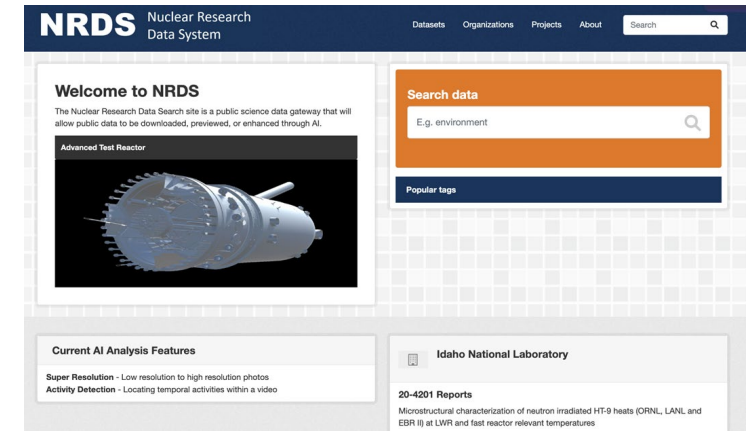 NRDS Nuclear Research
Data System
Datasets Organizations Projects About Search
Welcome to NRDS
The Nuclear Research Data Search site is a public science data gateway that will
allow public data to be downloaded, previewed, or enhanced through AI.
Advanced Test Reactor
Search data
E.g. environment
Popular tags
Current AI Analysis Features
Super Resolution - Low resolution to high resolution photos
Activity Detection - Locating temporal activities within a video
Idaho National Laboratory
20-4201 Reports
Microstructural characterization of neutron irradiated HT-9 heats (ORNL, LANL and
EBR II) at LWR and fast reactor relevant temperatures